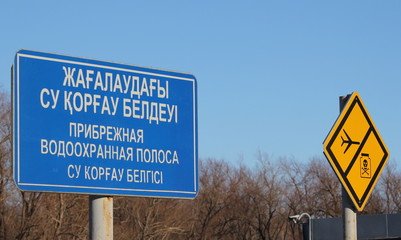 ЖАҒАЛАУДАҒЫ
СУ ҚОРҒАУ БЕЛДЕУІ
ПРИБРЕЖНАЯ
ВОДООХРАННАЯ ПОЛОСА
СУ ҚОРҒАУ БЕЛГІСІ